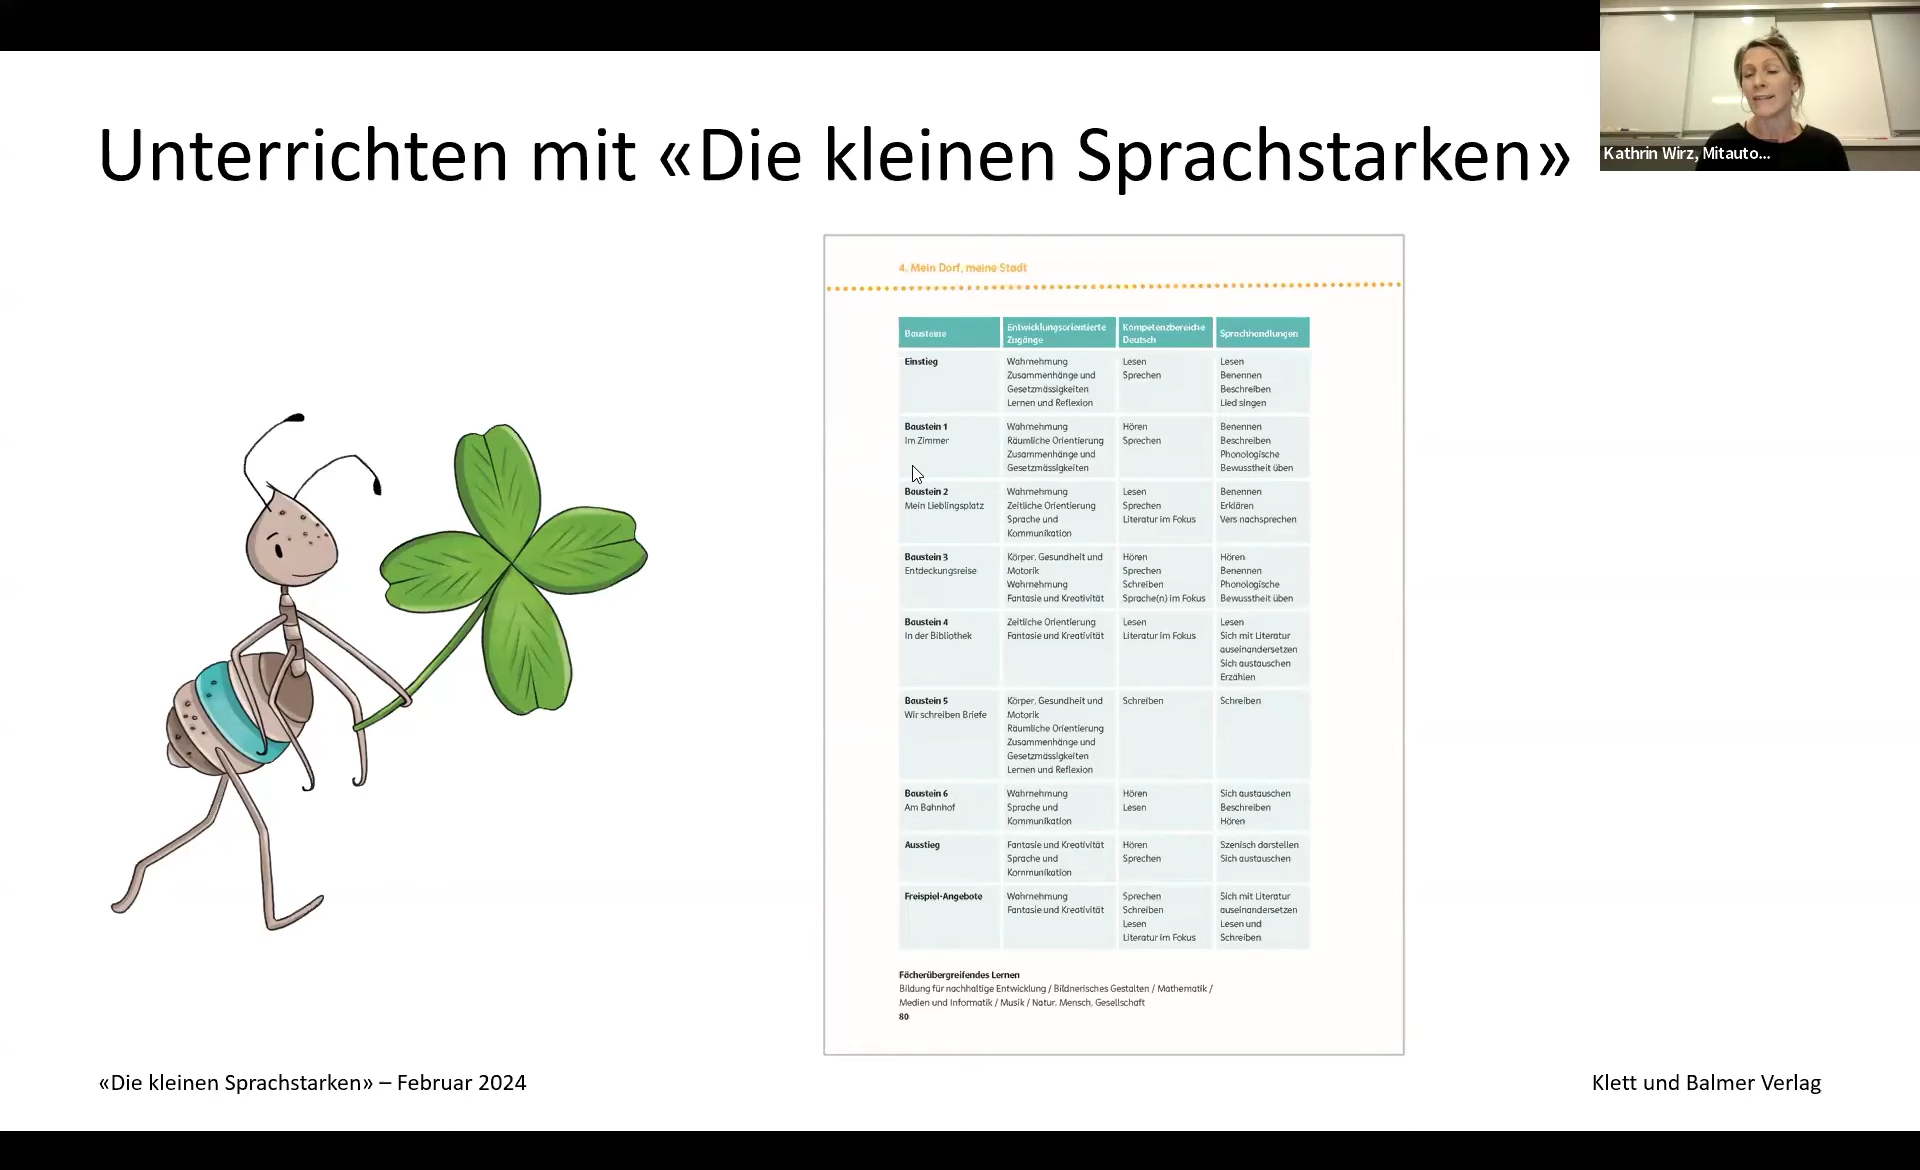 Unterrichten mit «Die kleinen Sprachstarken»
Kathrin Wirz, Mitauto...
4. Mein Dorf, meine Stadt
Bausteine
Entwicklungsorientierte
Zugänge
Kompetenzbereiche
Deutsch
Sprachhandlungen
Einstieg
Wahrnehmung
Zusammenhänge und
Gesetzmässigkeiten
Lernen und Reflexion
Lesen
Sprechen
Lesen
Benennen
Beschreiben
Lied singen
Baustein 1
Im Zimmer
Wahrnehmung
Räumliche Orientierung
Zusammenhänge und
Gesetzmässigkeiten
Hören
Sprechen
Benennen
Beschreiben
Phonologische
Bewusstheit üben
Baustein 2
Mein Lieblingsplatz
Wahrnehmung
Zeitliche Orientierung
Sprache und
Kommunikation
Lesen
Sprechen
Literatur im Fokus
Benennen
Erklären
Vers nachsprechen
Baustein 3
Entdeckungsreise
Körper, Gesundheit und
Motorik
Wahrnehmung
Fantasie und Kreativität
Hören
Sprechen
Schreiben
Sprache(n) im Fokus
Hören
Benennen
Phonologische
Bewusstheit üben
Baustein 4
In der Bibliothek
Zeitliche Orientierung
Fantasie und Kreativität
Lesen
Literatur im Fokus
Lesen
Sich mit Literatur
auseinandersetzen
Sich austauschen
Erzählen
Baustein 5
Wir schreiben Briefe
Körper, Gesundheit und
Motorik
Räumliche Orientierung
Zusammenhänge und
Gesetzmässigkeiten
Lernen und Reflexion
Schreiben
Schreiben
Baustein 6
Am Bahnhof
Wahrnehmung
Sprache und
Kommunikation
Hören
Lesen
Sich austauschen
Beschreiben
Hören
Ausstieg
Fantasie und Kreativität
Sprache und
Kommunikation
Hören
Sprechen
Szenisch darstellen
Sich austauschen
Freispiel-Angebote
Wahrnehmung
Fantasie und Kreativität
Sprechen
Schreiben
Lesen
Literatur im Fokus
Sich mit Literatur
auseinandersetzen
Lesen und
Schreiben
Fächerübergreifendes Lernen
Bildung für nachhaltige Entwicklung / Bildnerisches Gestalten / Mathematik /
Medien und Informatik / Musik / Natur, Mensch, Gesellschaft
80
«Die kleinen Sprachstarken» – Februar 2024
Klett und Balmer Verlag